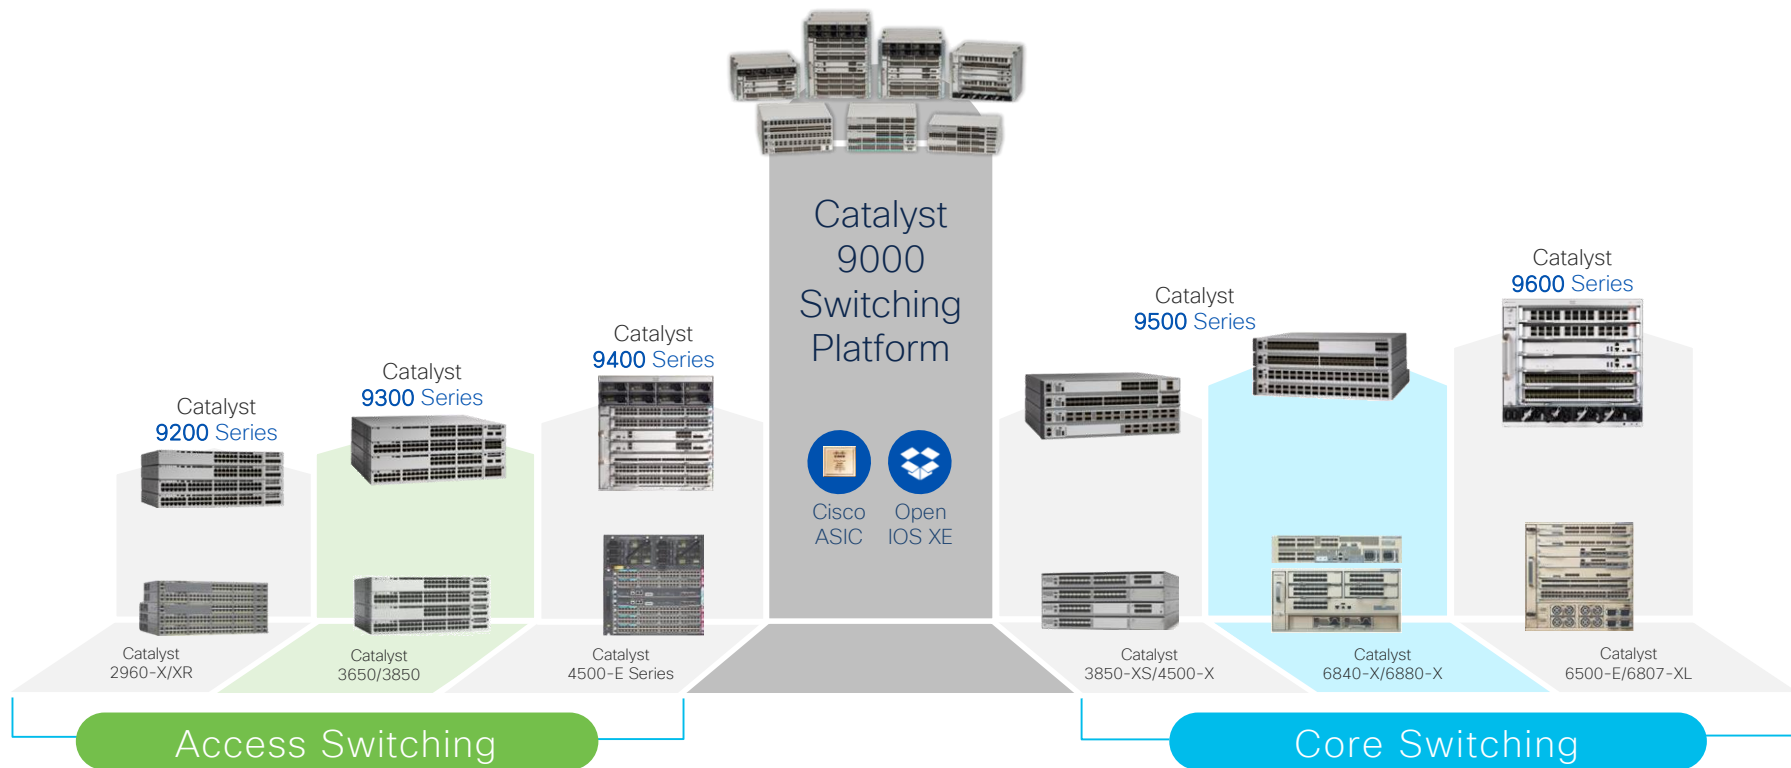 Catalyst
9000
Switching
Platform
Cisco
ASIC
Open
IOS XE
Catalyst
9200 Series
Catalyst
9300 Series
Catalyst
9400 Series
Catalyst
9500 Series
Catalyst
9600 Series
Catalyst
2960-X/XR
Catalyst
3650/3850
Catalyst
4500-E Series
Catalyst
3850-XS/4500-X
Catalyst
6840-X/6880-X
Catalyst
6500-E/6807-XL
Access Switching
Core Switching